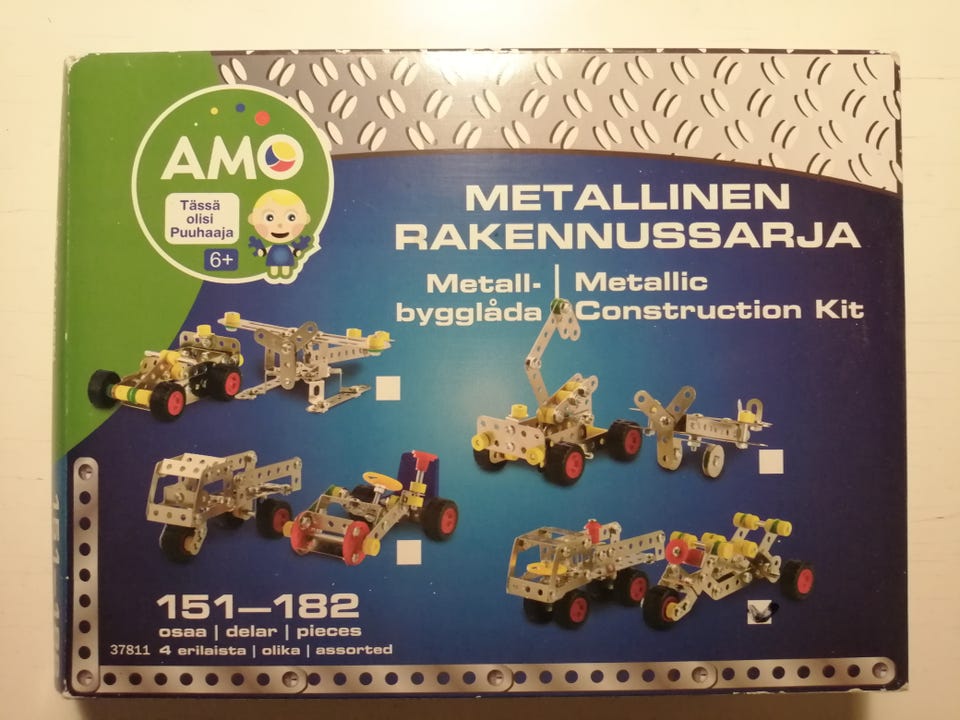 AMO
Tässä
olisi
Puuhaaja
6+
METALLINEN
RAKENNUSSARJA
Metall-
bygglåda
Metallic
Construction Kit
151—182
osaa | delar | pieces
37811 4 erilaista | olika | assorted